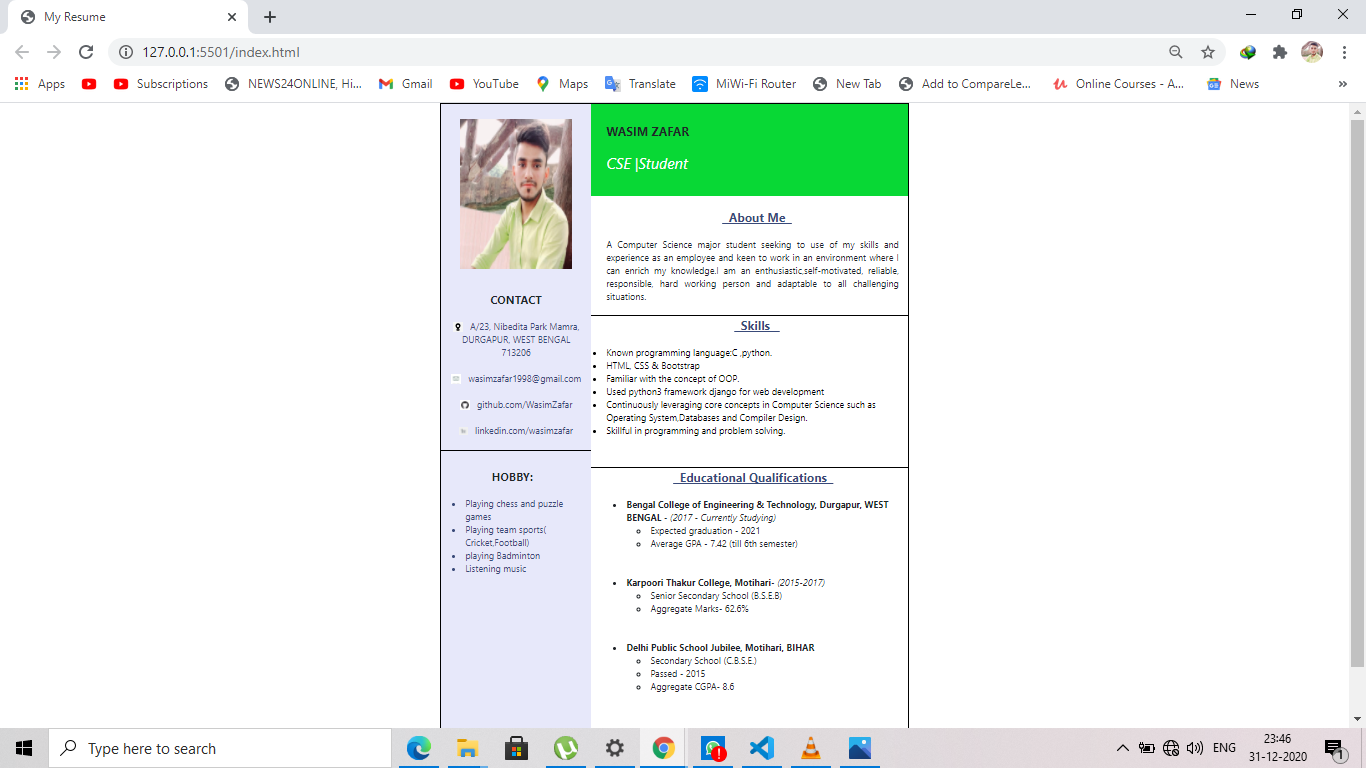 My Resume
127.0.0.1:5501/index.html
Apps
Subscriptions
NEWS24ONLINE, Hi...
Gmail
YouTube
Maps
Translate
MiWi-Fi Router
New Tab
Add to CompareLe...
Online Courses - A...
News
»
CONTACT
A/23, Nibedita Park Mamra,
DURGAPUR, WEST BENGAL
713206
wasimzafar1998@gmail.com
github.com/WasimZafar
linkedin.com/wasimzafar
HOBBY:
Playing chess and puzzle
games
Playing team sports(
Cricket,Football)
playing Badminton
Listening music
WASIM ZAFAR
CSE |Student
About Me
A Computer Science major student seeking to use of my skills and
experience as an employee and keen to work in an environment where I
can enrich my knowledge.I am an enthusiastic,self-motivated, reliable,
responsible, hard working person and adaptable to all challenging
situations.
Skills
Known programming language:C ,python.
HTML, CSS & Bootstrap
Familiar with the concept of OOP.
Used python3 framework django for web development
Continuously leveraging core concepts in Computer Science such as
Operating System,Databases and Compiler Design.
Skillful in programming and problem solving.
Educational Qualifications
Bengal College of Engineering & Technology, Durgapur, WEST
BENGAL - (2017 - Currently Studying)
Expected graduation - 2021
Average GPA - 7.42 (till 6th semester)
Karpoori Thakur College, Motihari- (2015-2017)
Senior Secondary School (B.S.E.B)
Aggregate Marks- 62.6%
Delhi Public School Jubilee, Motihari, BIHAR
Secondary School (C.B.S.E.)
Passed - 2015
Aggregate CGPA- 8.6
Type here to search
ENG
23:46
31-12-2020
1